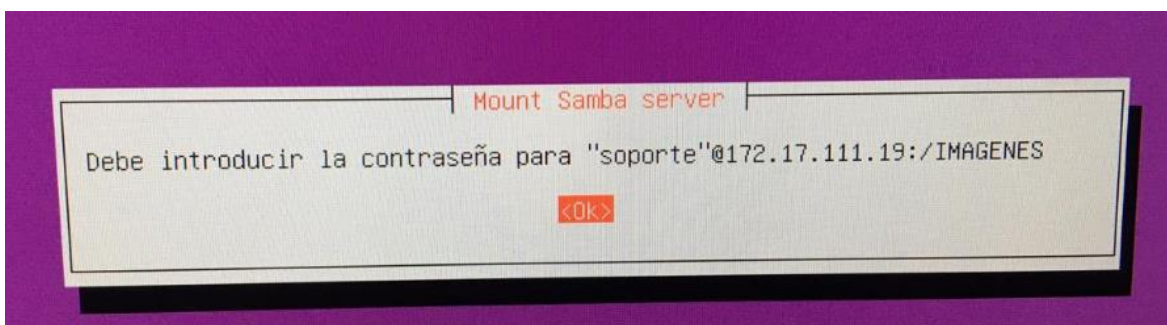 Mount Samba server
Debe introducir la contraseña para "soporte"@172.17.111.19:/IMAGENES
<Ok>